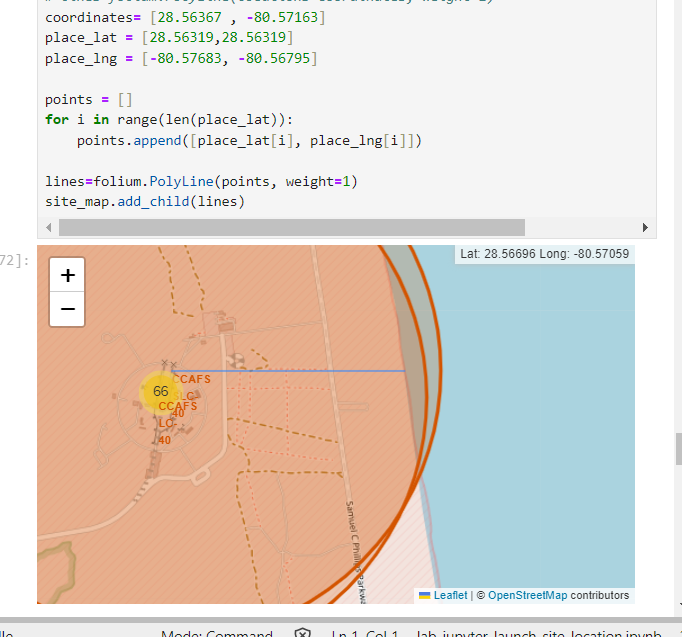 coordinates= [28.56367 , -80.57163]
place_lat = [28.56319,28.56319]
place_lng = [-80.57683, -80.56795]
points = []
for i in range(len(place_lat)):
    points.append([place_lat[i], place_lng[i]])
lines=folium.PolyLine(points, weight=1)
site_map.add_child(lines)
72]:
+
−
Lat: 28.56696 Long: -80.57059
CCAFS
SLC-
66
CCAFS
40
LC-
40
Samuel C Phillips Parkwa
Leaflet | © OpenStreetMap contributors
Mode: Command
Ln 1, Col 1
lab_jupyter_launch_site_location.ipynb